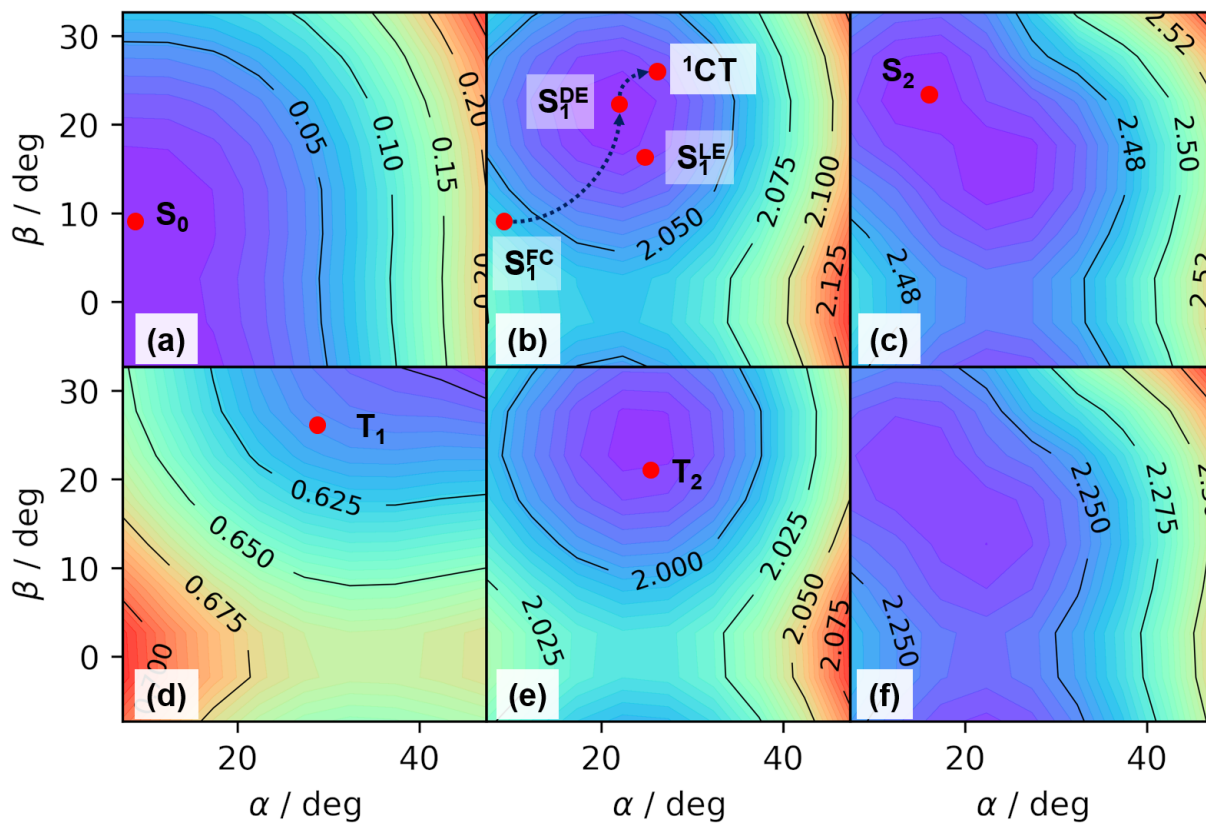 30
20
10
0
β / deg
S0
0.05
0.10
0.15
0.20
(a)
S1DE
1CT
S1LE
S1FC
2.050
2.075
2.100
2.125
(b)
S2
2.52
2.50
2.48
2.48
(c)
30
20
10
0
β / deg
T1
0.625
0.650
0.675
(d)
20
40
α / deg
T2
2.000
2.025
2.025
2.050
2.075
(e)
20
40
α / deg
2.250
2.275
2.250
(f)
20
40
α / deg